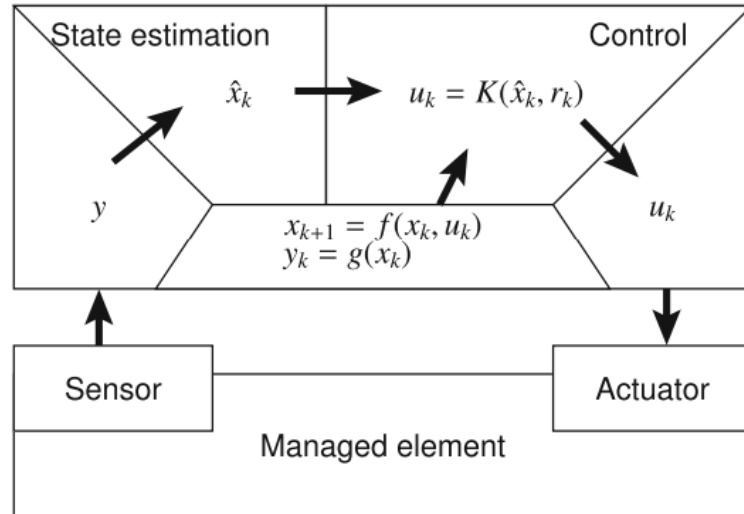 State estimation
Control
x̂ₖ
uₖ = K(x̂ₖ, rₖ)
y
xₖ₊₁ = f(xₖ, uₖ)
yₖ = g(xₖ)
uₖ
Sensor
Actuator
Managed element